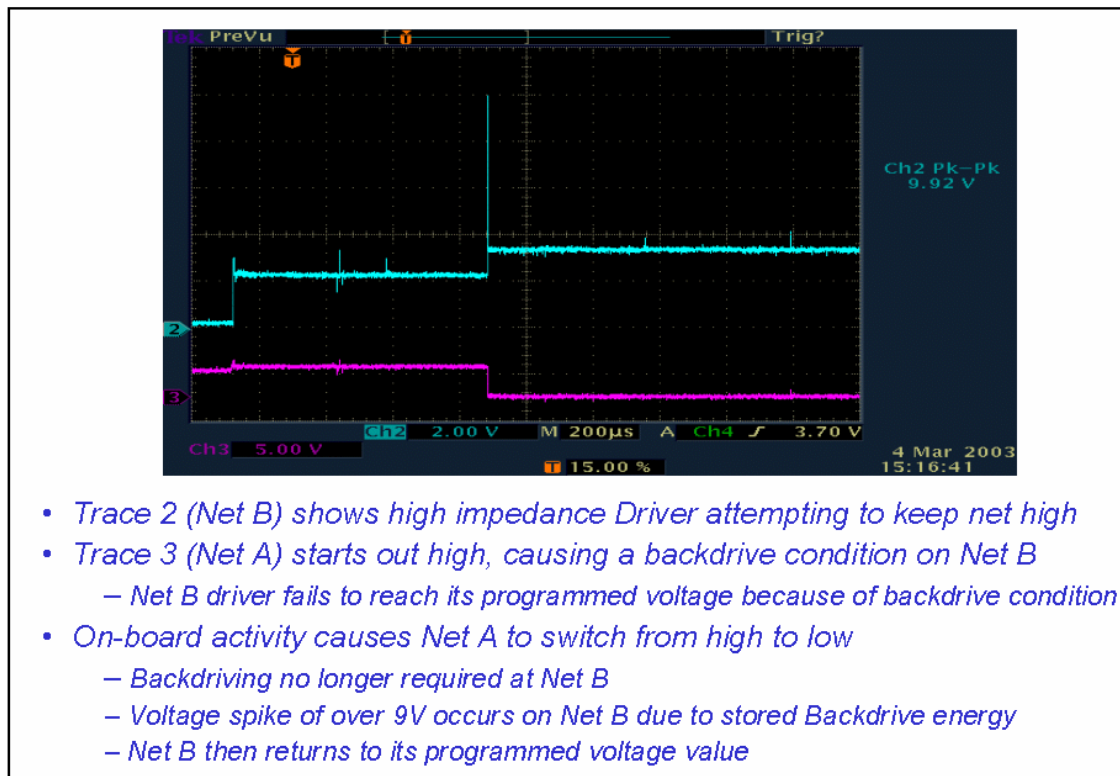 Tek PreVu Trig?
T
T
Ch2 Pk-Pk
9.92 V
2
3
Ch2 2.00 V M 200µs A Ch4 ʃ 3.70 V
Ch3 5.00 V
4 Mar 2003
T 15.00 % 15:16:41
• Trace 2 (Net B) shows high impedance Driver attempting to keep net high
• Trace 3 (Net A) starts out high, causing a backdrive condition on Net B
– Net B driver fails to reach its programmed voltage because of backdrive condition
• On-board activity causes Net A to switch from high to low
– Backdriving no longer required at Net B
– Voltage spike of over 9V occurs on Net B due to stored Backdrive energy
– Net B then returns to its programmed voltage value